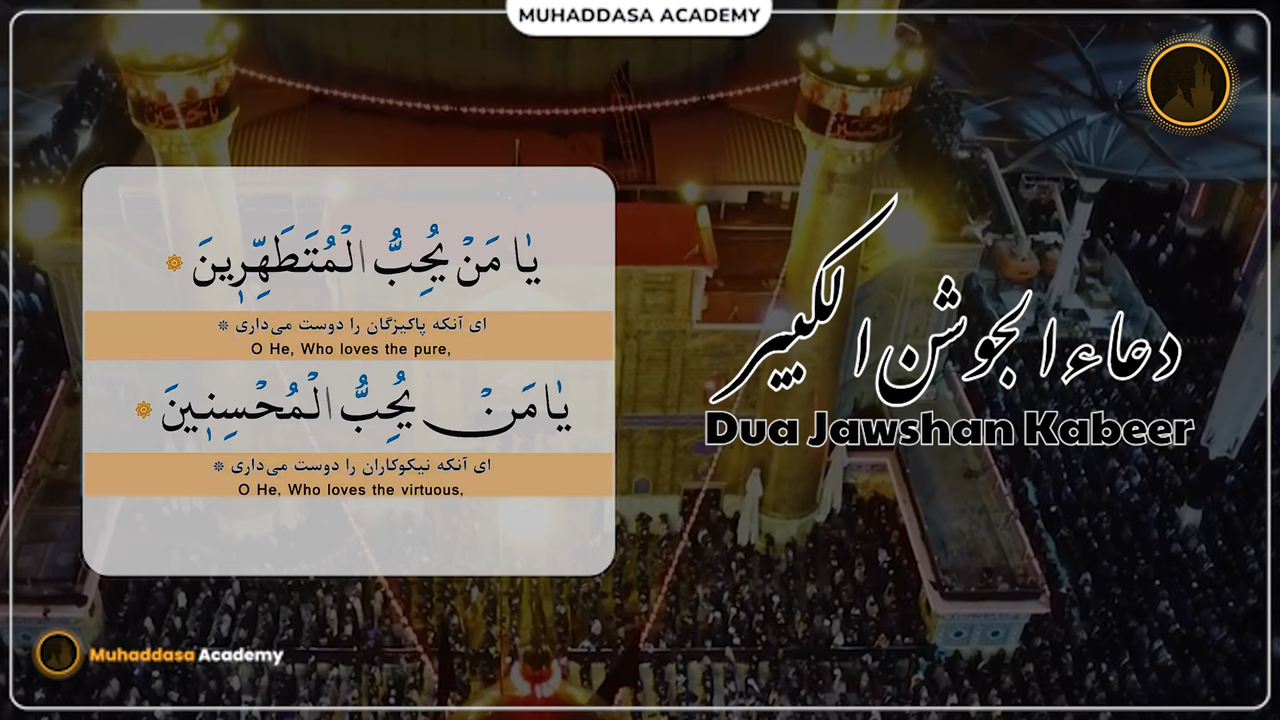 MUHADDASA ACADEMY
يٰا مَنْ يُحِبُّ الْمُتَطَهِّرِينَ ۞
ای آنکه پاکیزگان را دوست می‌داری ❊
O He, Who loves the pure,
يٰا مَنْ يُحِبُّ الْمُحْسِنِينَ ۞
ای آنکه نیکوکاران را دوست می‌داری ❊
O He, Who loves the virtuous,
دعاء الجوشن الكبير
Dua Jawshan Kabeer
Muhaddasa Academy